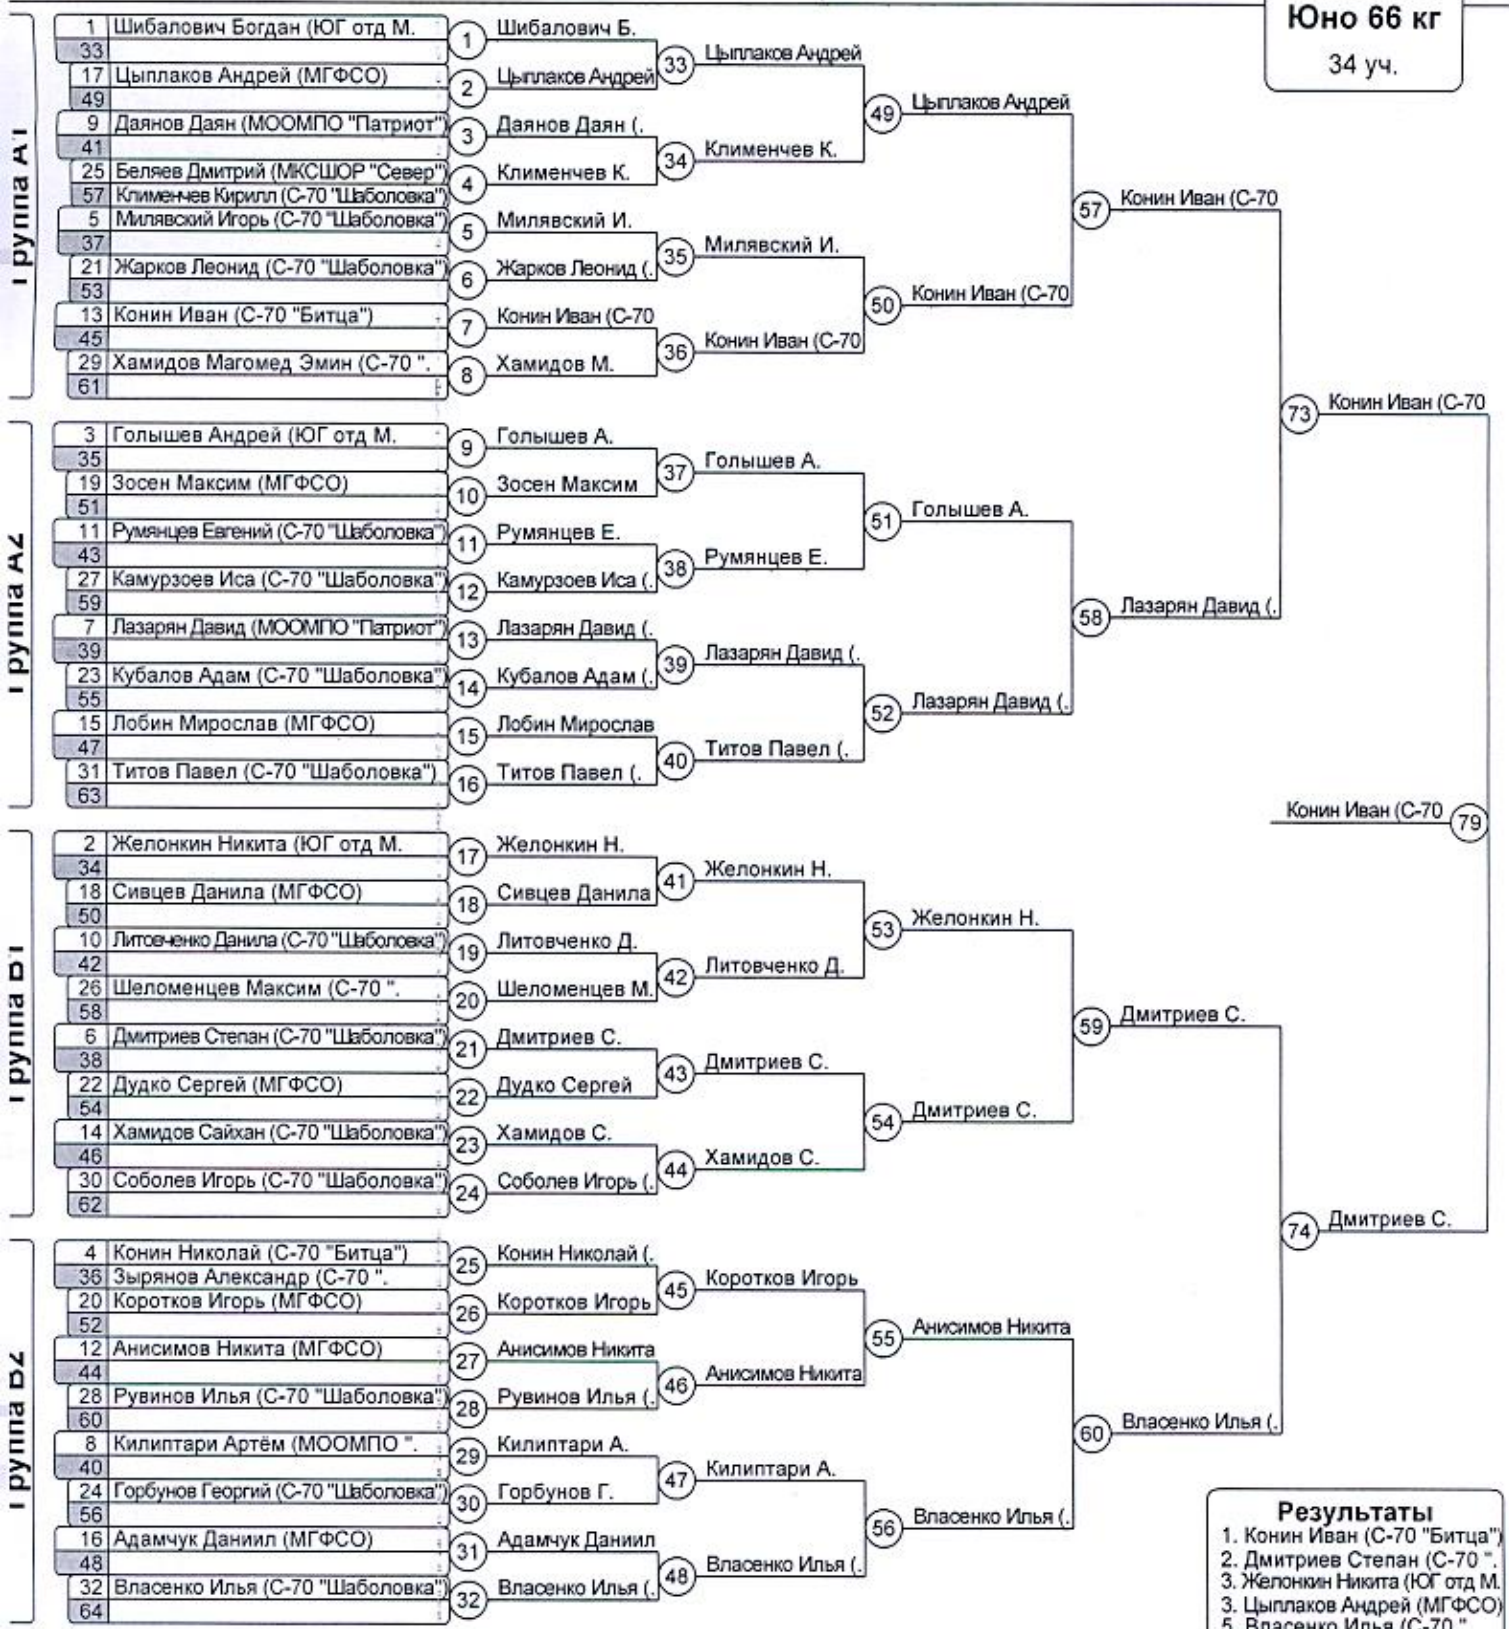 Юно 66 кг
34 уч.
Группа А1
1 Шибалович Богдан (ЮГ отд М.
33
17 Цыплаков Андрей (МГФСО)
49
9 Даянов Даян (МООМПО "Патриот")
41
25 Беляев Дмитрий (МКСШОР "Север")
57 Клименчев Кирилл (С-70 "Шаболовка")
5 Милявский Игорь (С-70 "Шаболовка")
37
21 Жарков Леонид (С-70 "Шаболовка")
53
13 Конин Иван (С-70 "Битца")
45
29 Хамидов Магомед Эмин (С-70 ".
61
1 Шибалович Б.
2 Цыплаков Андрей
3 Даянов Даян (.
4 Клименчев К.
5 Милявский И.
6 Жарков Леонид (.
7 Конин Иван (С-70
8 Хамидов М.
33 Цыплаков Андрей
34 Клименчев К.
35 Милявский И.
36 Конин Иван (С-70
49 Цыплаков Андрей
50 Конин Иван (С-70
57 Конин Иван (С-70
Группа А2
3 Голышев Андрей (ЮГ отд М.
35
19 Зосен Максим (МГФСО)
51
11 Румянцев Евгений (С-70 "Шаболовка")
43
27 Камурзоев Иса (С-70 "Шаболовка")
59
7 Лазарян Давид (МООМПО "Патриот")
39
23 Кубалов Адам (С-70 "Шаболовка")
55
15 Лобин Мирослав (МГФСО)
47
31 Титов Павел (С-70 "Шаболовка")
63
9 Голышев А.
10 Зосен Максим
11 Румянцев Е.
12 Камурзоев Иса (.
13 Лазарян Давид (.
14 Кубалов Адам (.
15 Лобин Мирослав
16 Титов Павел (.
37 Голышев А.
38 Румянцев Е.
39 Лазарян Давид (.
40 Титов Павел (.
51 Голышев А.
52 Лазарян Давид (.
58 Лазарян Давид (.
73 Конин Иван (С-70
Конин Иван (С-70 79
Группа В1
2 Желонкин Никита (ЮГ отд М.
34
18 Сивцев Данила (МГФСО)
50
10 Литовченко Данила (С-70 "Шаболовка")
42
26 Шеломенцев Максим (С-70 ".
58
6 Дмитриев Степан (С-70 "Шаболовка")
38
22 Дудко Сергей (МГФСО)
54
14 Хамидов Сайхан (С-70 "Шаболовка")
46
30 Соболев Игорь (С-70 "Шаболовка")
62
17 Желонкин Н.
18 Сивцев Данила
19 Литовченко Д.
20 Шеломенцев М.
21 Дмитриев С.
22 Дудко Сергей
23 Хамидов С.
24 Соболев Игорь (.
41 Желонкин Н.
42 Литовченко Д.
43 Дмитриев С.
44 Хамидов С.
53 Желонкин Н.
54 Дмитриев С.
59 Дмитриев С.
74 Дмитриев С.
Группа В2
4 Конин Николай (С-70 "Битца")
36 Зырянов Александр (С-70 ".
20 Коротков Игорь (МГФСО)
52
12 Анисимов Никита (МГФСО)
44
28 Рувинов Илья (С-70 "Шаболовка")
60
8 Килиптари Артём (МООМПО ".
40
24 Горбунов Георгий (С-70 "Шаболовка")
56
16 Адамчук Даниил (МГФСО)
48
32 Власенко Илья (С-70 "Шаболовка")
64
25 Конин Николай (.
26 Коротков Игорь
27 Анисимов Никита
28 Рувинов Илья (.
29 Килиптари А.
30 Горбунов Г.
31 Адамчук Даниил
32 Власенко Илья (.
45 Коротков Игорь
46 Анисимов Никита
47 Килиптари А.
48 Власенко Илья (.
55 Анисимов Никита
56 Власенко Илья (.
60 Власенко Илья (.
Результаты
1. Конин Иван (С-70 "Битца")
2. Дмитриев Степан (С-70 ".
3. Желонкин Никита (ЮГ отд М.
3. Цыплаков Андрей (МГФСО)
5. Власенко Илья (С-70 ".